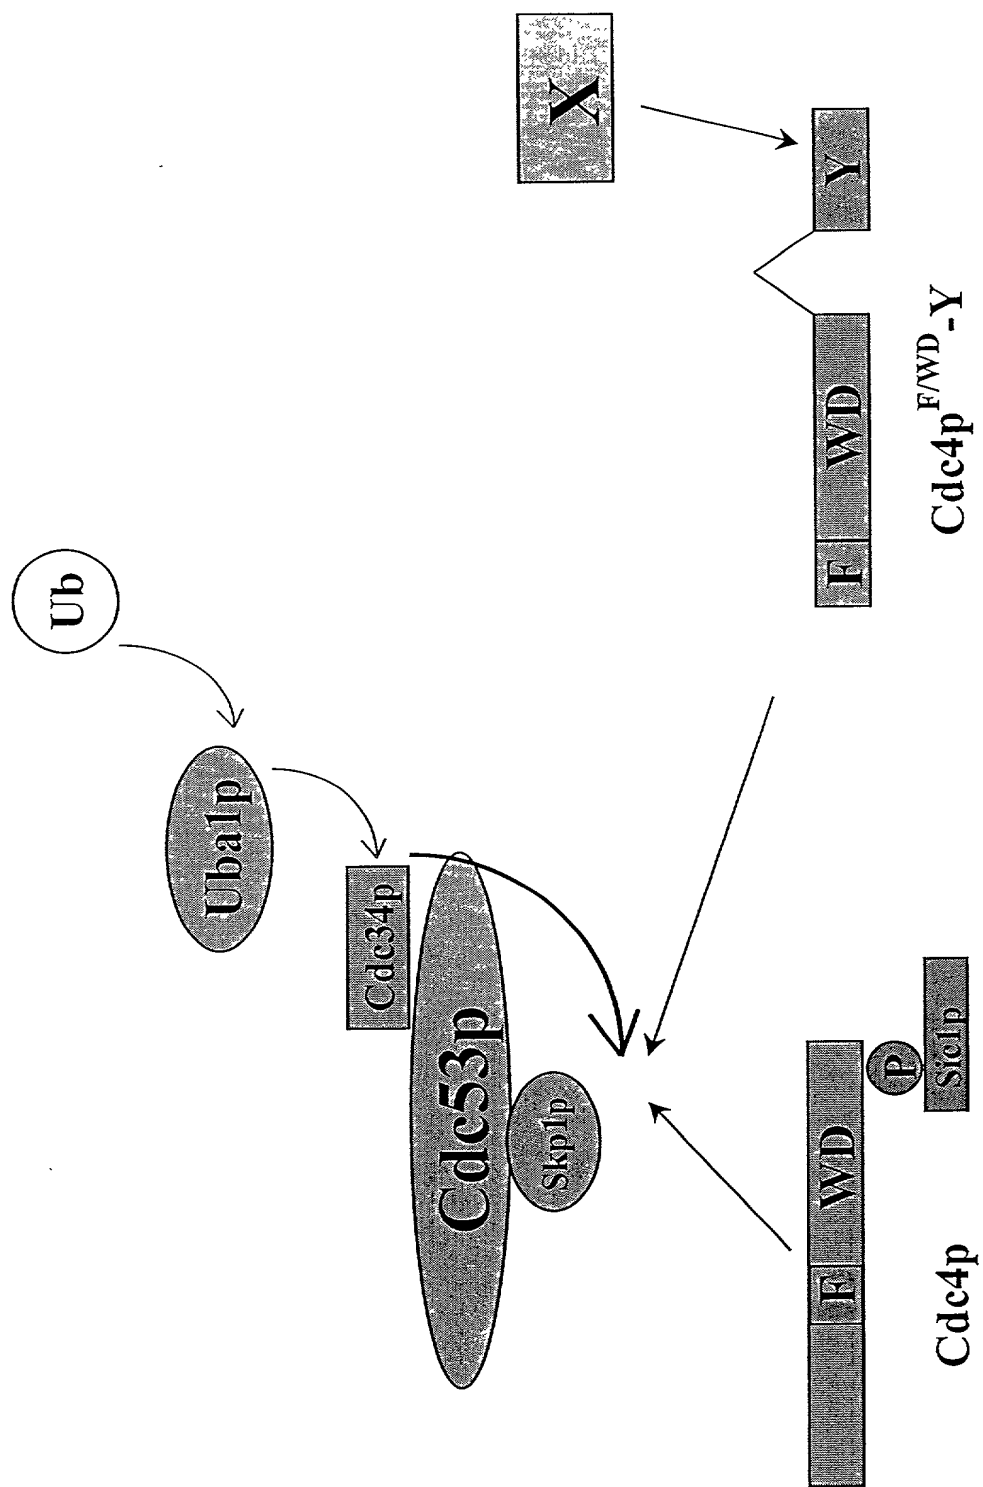 Ub
Uba1p
Cdc34p
Cdc53p
Skp1p
X
F WD
P
Sic1p
Cdc4p
F WD Y
Cdc4p^F/WD-Y